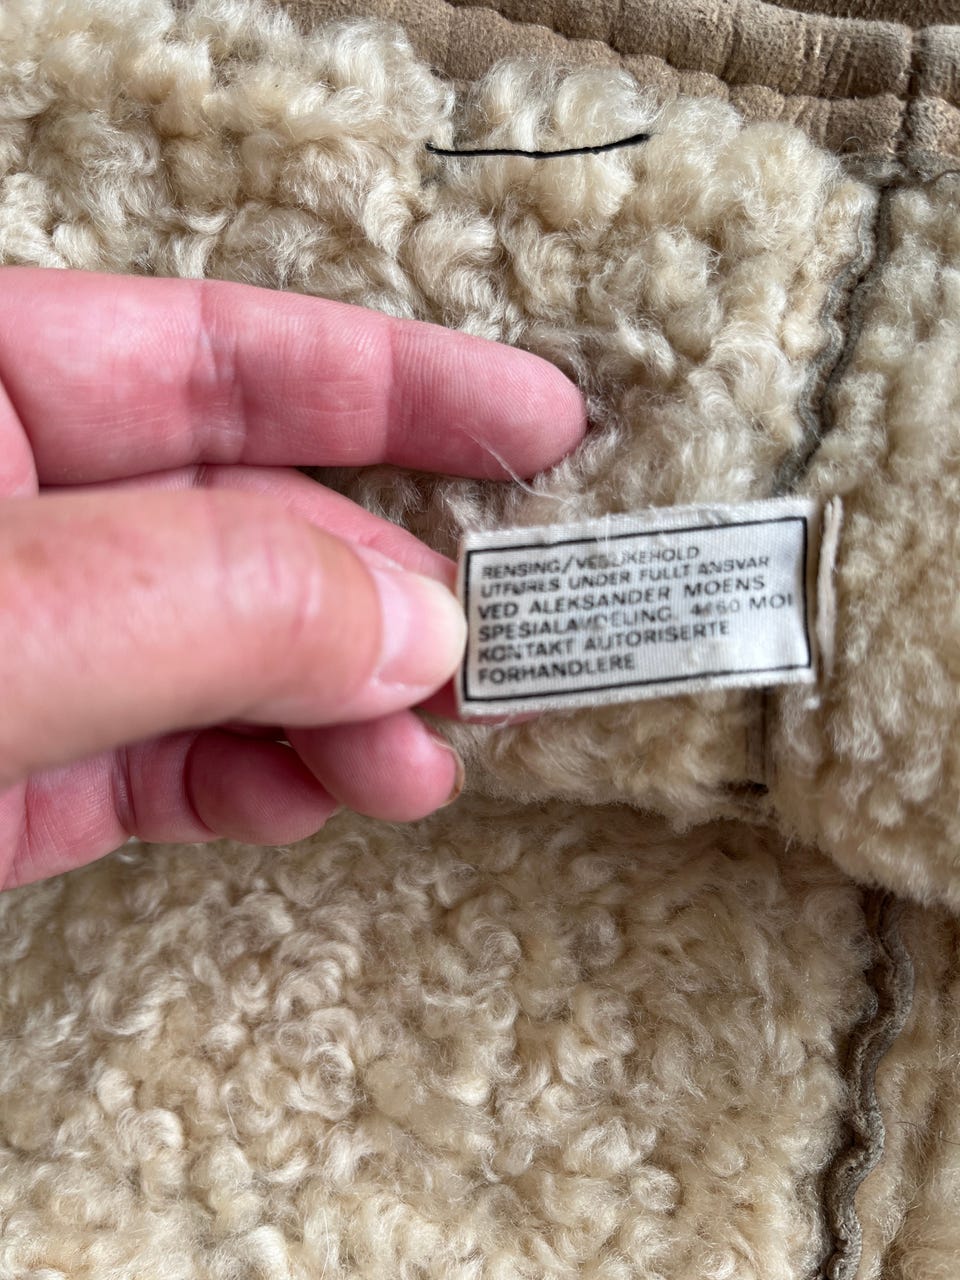 RENSING/VEDLIKEHOLD
UTFØRES UNDER FULLT ANSVAR
VED ALEKSANDER MOENS
SPESIALAVDELING. 4460 MOI
KONTAKT AUTORISERTE
FORHANDLERE